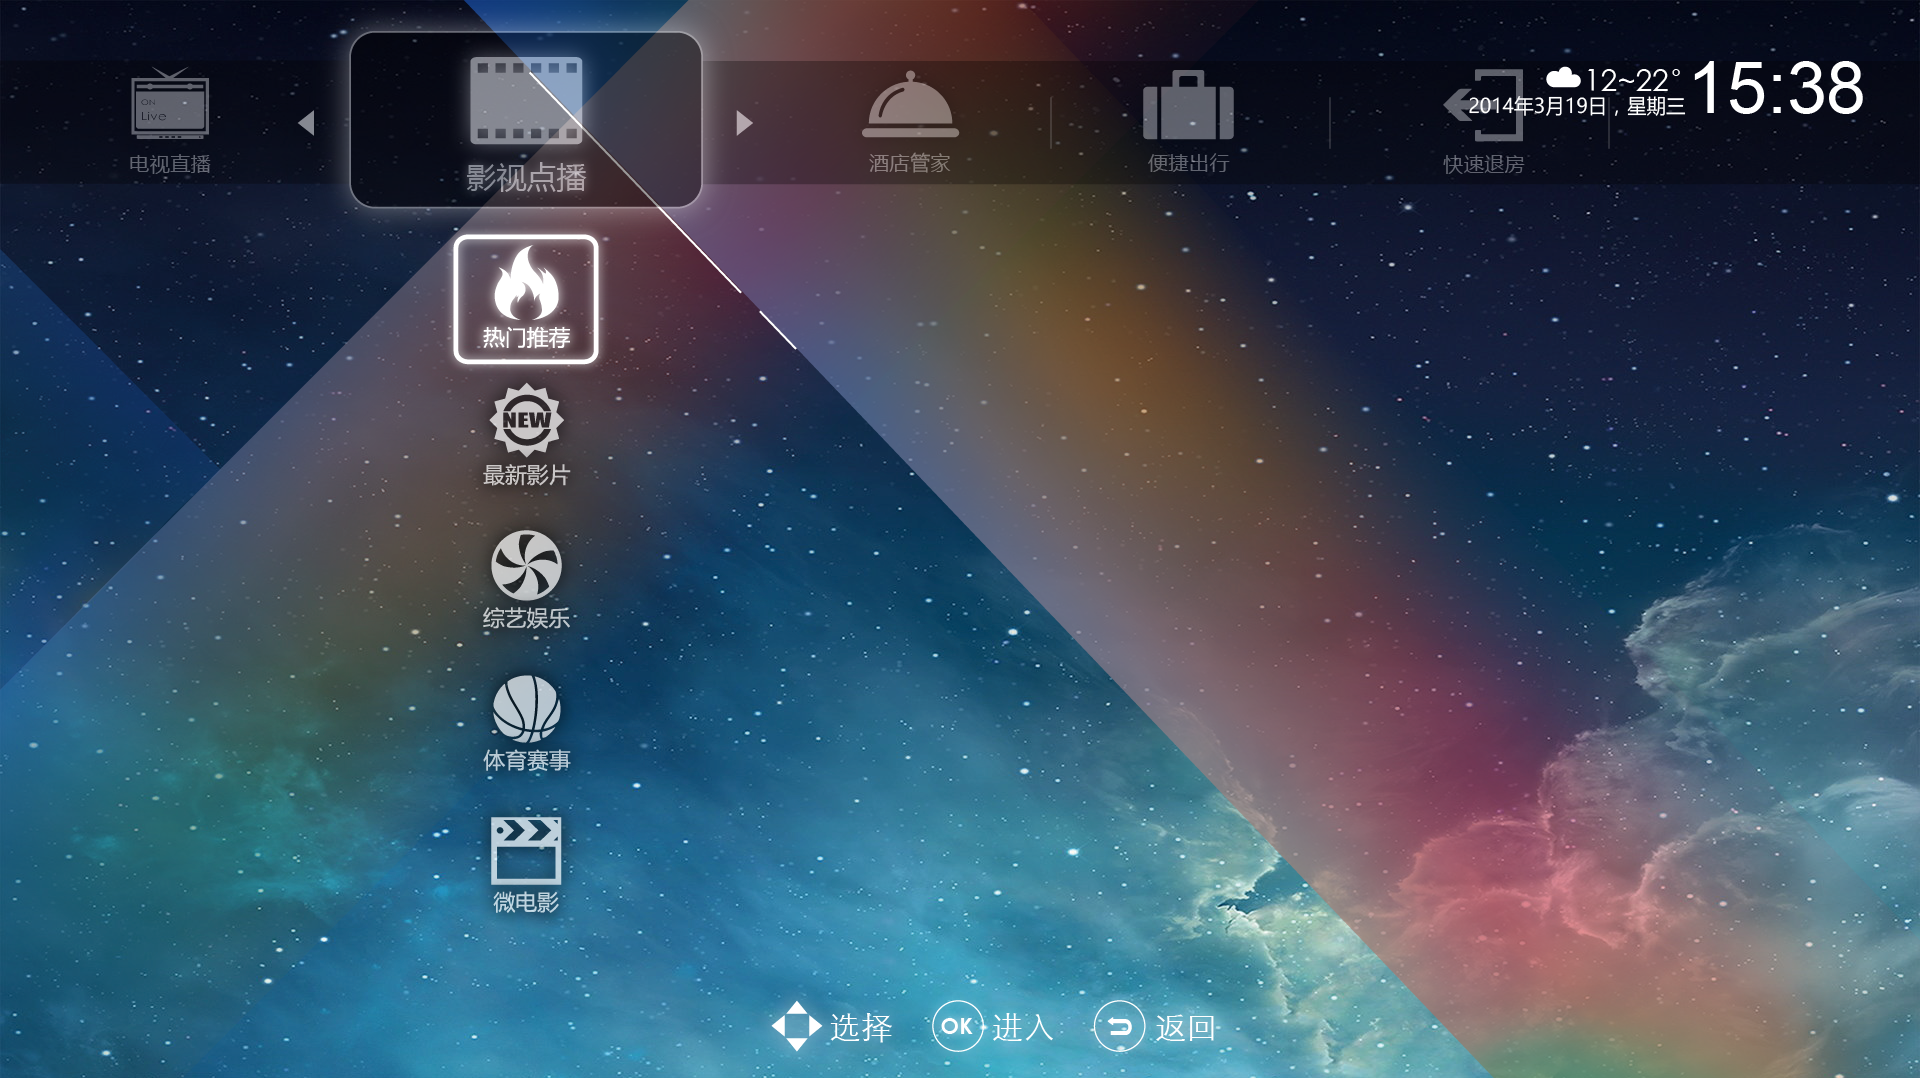 ON
Live
电视直播
影视点播
酒店管家
便捷出行
快速退房
12~22°
2014年3月19日，星期三
15:38
热门推荐
NEW
最新影片
综艺娱乐
体育赛事
微电影
选择
OK 进入
返回